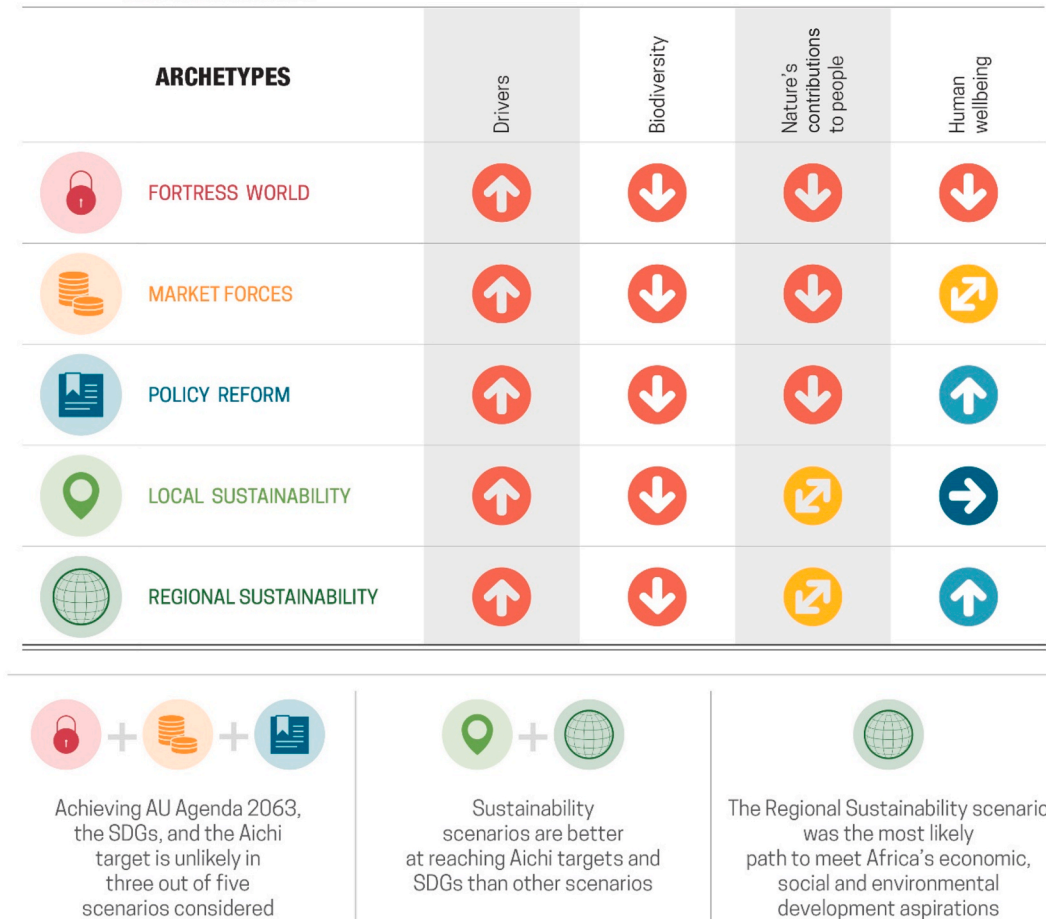 ARCHETYPES
Drivers
Biodiversity
Nature's
contributions
to people
Human
wellbeing
FORTRESS WORLD
MARKET FORCES
POLICY REFORM
LOCAL SUSTAINABILITY
REGIONAL SUSTAINABILITY
Achieving AU Agenda 2063,
the SDGs, and the Aichi
target is unlikely in
three out of five
scenarios considered
Sustainability
scenarios are better
at reaching Aichi targets and
SDGs than other scenarios
The Regional Sustainability scenario
was the most likely
path to meet Africa's economic,
social and environmental
development aspirations